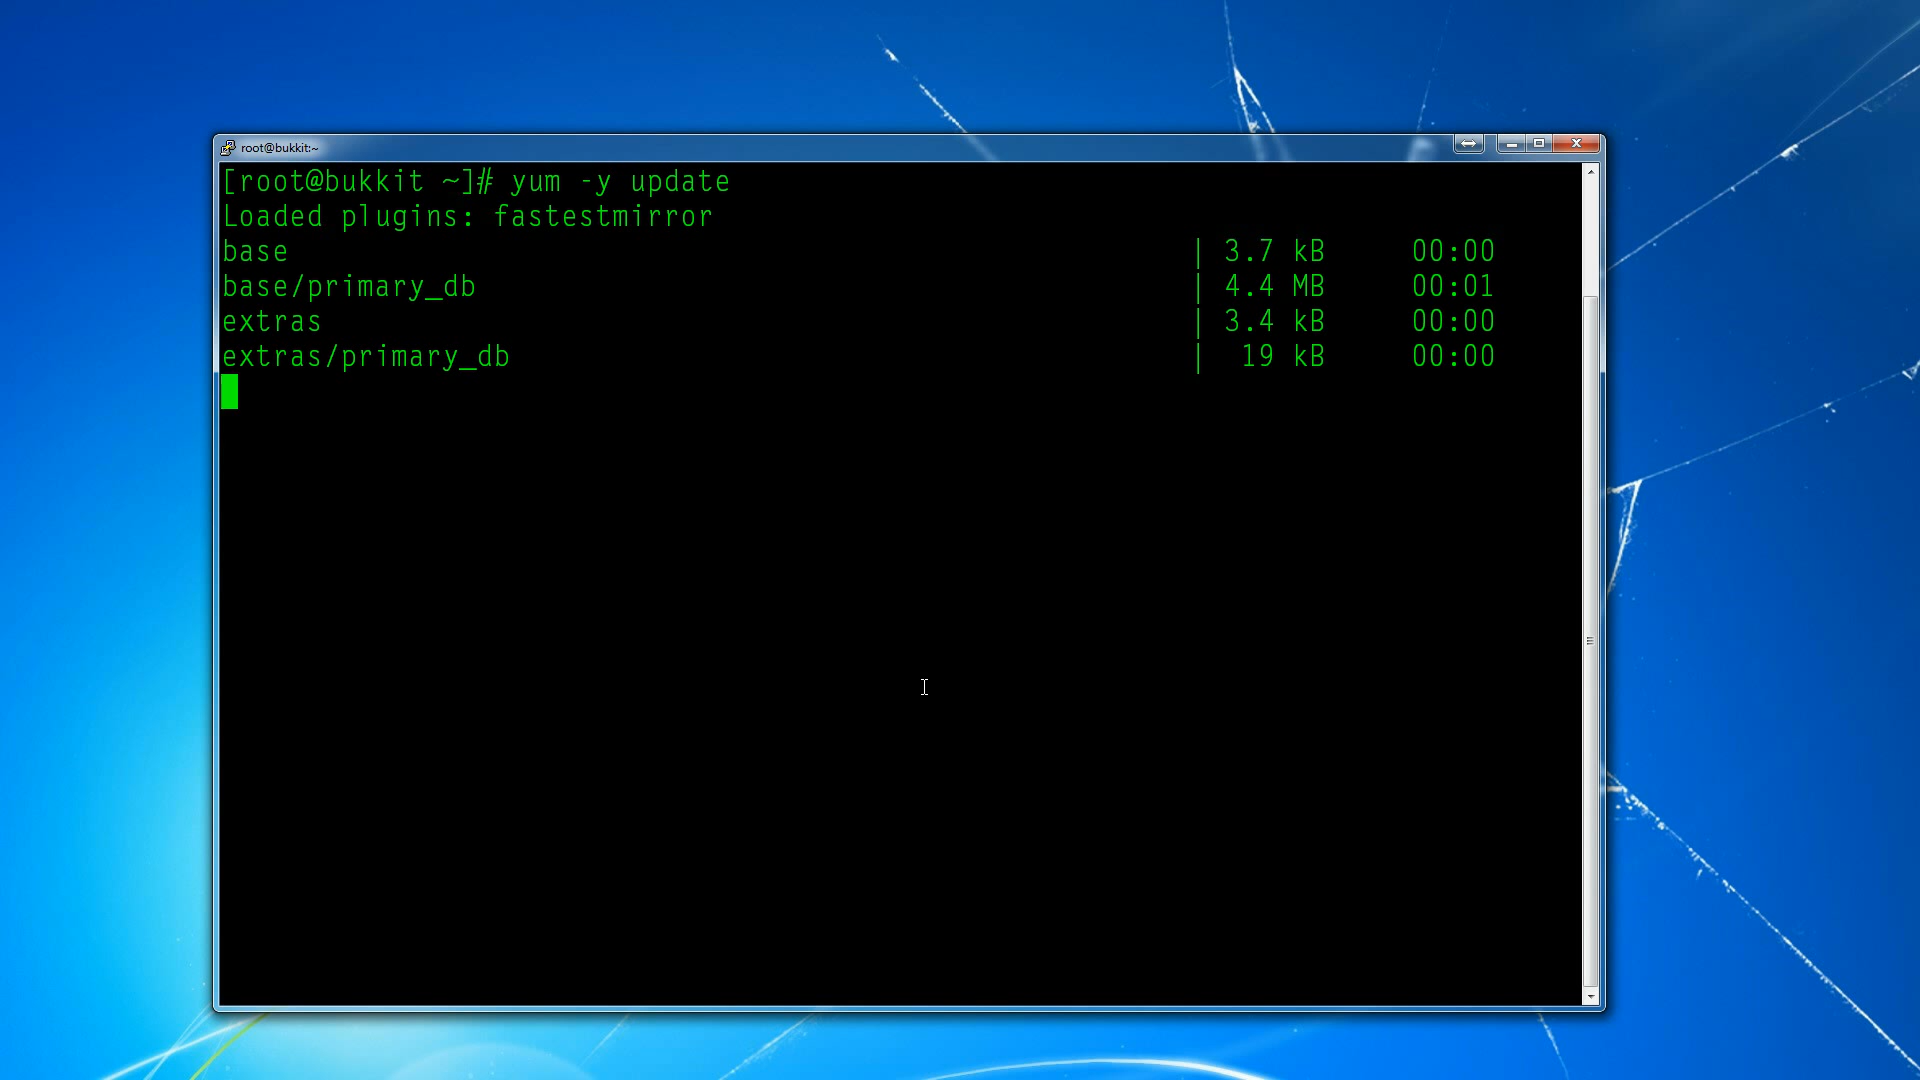 root@bukkit:~
[root@bukkit ~]# yum -y update
Loaded plugins: fastestmirror
base | 3.7 kB 00:00
base/primary_db | 4.4 MB 00:01
extras | 3.4 kB 00:00
extras/primary_db | 19 kB 00:00